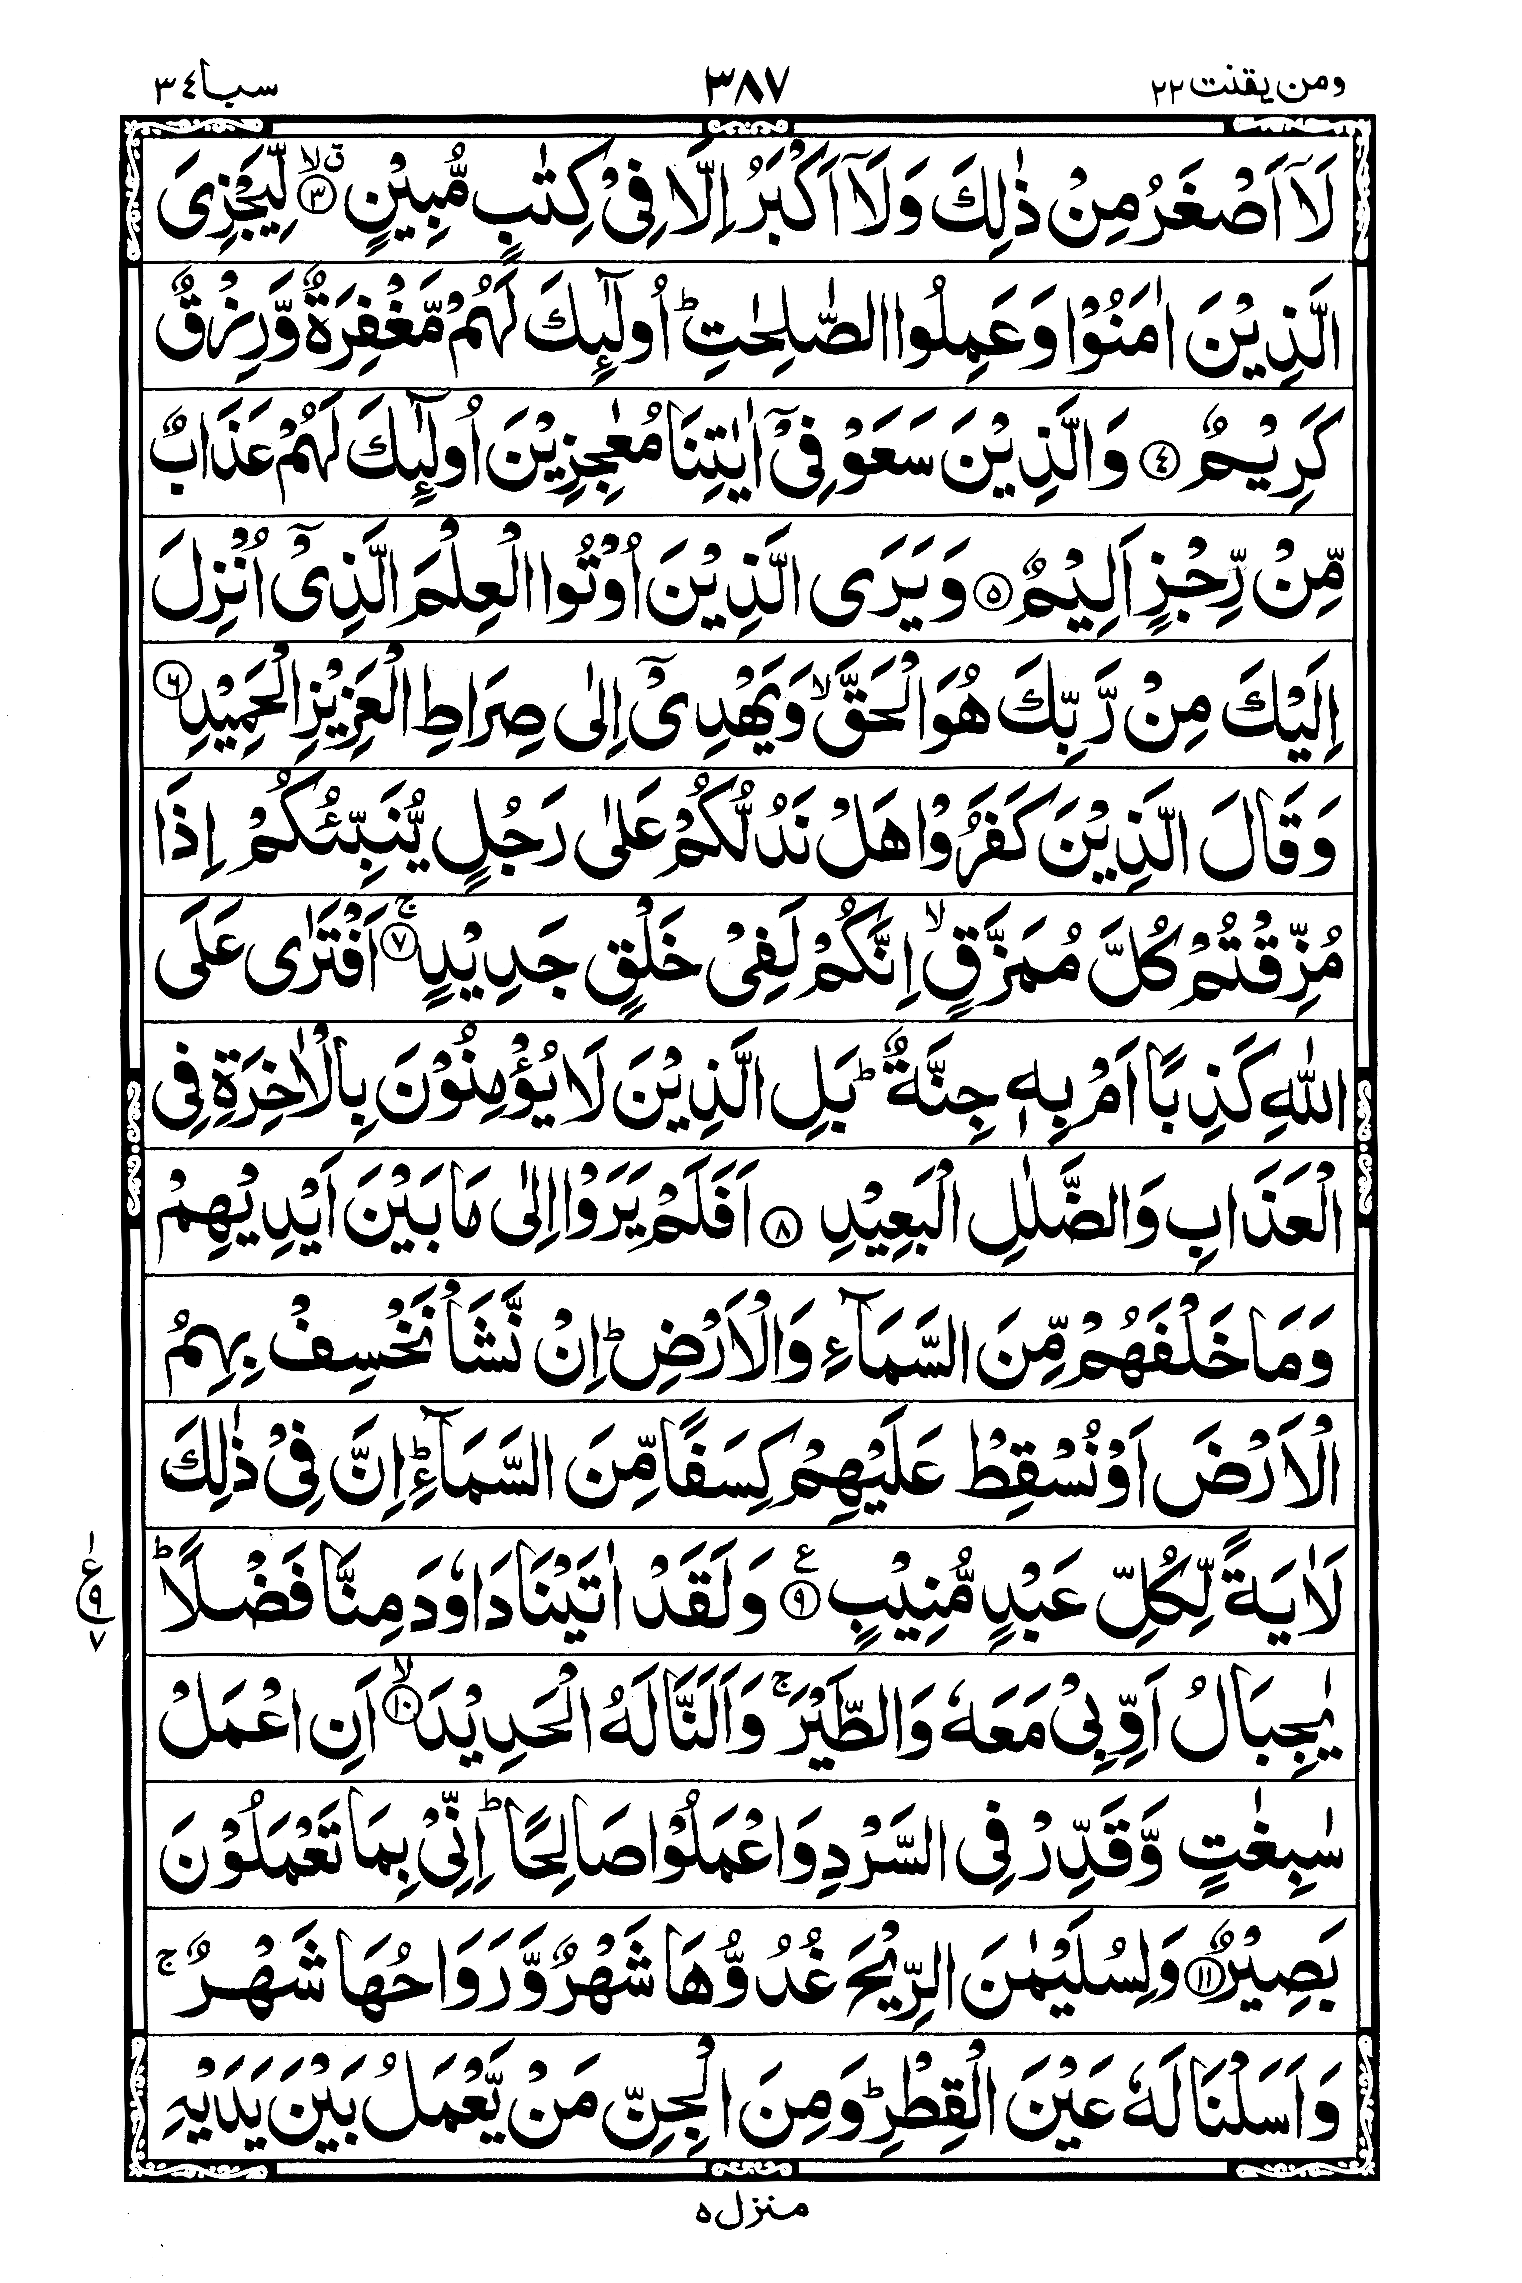 ومن يقنت ٢٢ ٣٨٧ سبا ٣٤
لَاۤ اَصْغَرُ مِنْ ذٰلِكَ وَلَاۤ اَكْبَرُ اِلَّا فِیْ كِتٰبٍ مُّبِیْنٍ ۙۗ ٣ لِّیَجْزِیَ
الَّذِیْنَ اٰمَنُوْا وَعَمِلُوا الصّٰلِحٰتِ ؕ اُولٰٓىِٕكَ لَهُمْ مَّغْفِرَةٌ وَّرِزْقٌ
كَرِیْمٌ ٤ وَالَّذِیْنَ سَعَوْ فِیْۤ اٰیٰتِنَا مُعٰجِزِیْنَ اُولٰٓىِٕكَ لَهُمْ عَذَابٌ
مِّنْ رِّجْزٍ اَلِیْمٌ ٥ وَیَرَی الَّذِیْنَ اُوْتُوا الْعِلْمَ الَّذِیْۤ اُنْزِلَ
اِلَیْكَ مِنْ رَّبِّكَ هُوَ الْحَقَّ ۙ وَیَهْدِیْۤ اِلٰی صِرَاطِ الْعَزِیْزِ الْحَمِیْدِ ٦
وَقَالَ الَّذِیْنَ كَفَرُوْا هَلْ نَدُلُّكُمْ عَلٰی رَجُلٍ یُّنَبِّئُكُمْ اِذَا
مُزِّقْتُمْ كُلَّ مُمَزَّقٍ ۙ اِنَّكُمْ لَفِیْ خَلْقٍ جَدِیْدٍ ۚ ٧ اَفْتَرٰی عَلَی
اللّٰهِ كَذِبًا اَمْ بِهٖ جِنَّةٌ ؕ بَلِ الَّذِیْنَ لَا یُؤْمِنُوْنَ بِالْاٰخِرَةِ فِی
الْعَذَابِ وَالضَّلٰلِ الْبَعِیْدِ ٨ اَفَلَمْ یَرَوْا اِلٰی مَا بَیْنَ اَیْدِیْهِمْ
وَمَا خَلْفَهُمْ مِّنَ السَّمَآءِ وَالْاَرْضِ ؕ اِنْ نَّشَاْ نَخْسِفْ بِهِمُ
الْاَرْضَ اَوْ نُسْقِطْ عَلَیْهِمْ كِسَفًا مِّنَ السَّمَآءِ ؕ اِنَّ فِیْ ذٰلِكَ
لَاٰیَةً لِّكُلِّ عَبْدٍ مُّنِیْبٍ ٩ ع وَلَقَدْ اٰتَیْنَا دَاوٗدَ مِنَّا فَضْلًا ؕ
١ ع ٩ ٧
یٰجِبَالُ اَوِّبِیْ مَعَهٗ وَالطَّیْرَ ۚ وَاَلَنَّا لَهُ الْحَدِیْدَ ۙ ١٠ اَنِ اعْمَلْ
سٰبِغٰتٍ وَّقَدِّرْ فِی السَّرْدِ وَاعْمَلُوْا صَالِحًا ؕ اِنِّیْ بِمَا تَعْمَلُوْنَ
بَصِیْرٌ ١١ وَلِسُلَیْمٰنَ الرِّیْحَ غُدُوُّهَا شَهْرٌ وَّرَوَاحُهَا شَهْرٌ ۚ
وَاَسَلْنَا لَهٗ عَیْنَ الْقِطْرِ ؕ وَمِنَ الْجِنِّ مَنْ یَّعْمَلُ بَیْنَ یَدَیْهِ
منزل ٥